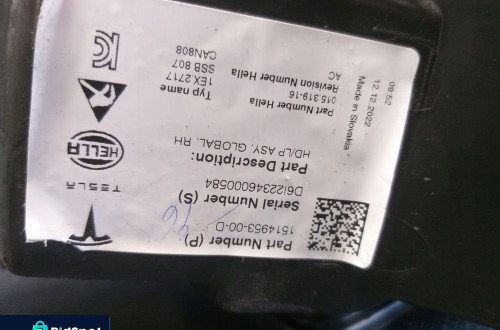 TESLA
HELLA
Part Number (P)
1514953-00-D
Serial Number (S)
D6I22346000584
Part Description:
HD/LP ASY, GLOBAL, RH
Typ name
1EX 2717
SSB 807
CAN808
Part Number Hella
015.319-16
Revision Number Hella
AC
Made in Slovakia
12.12.2022
09:52
BidSpot